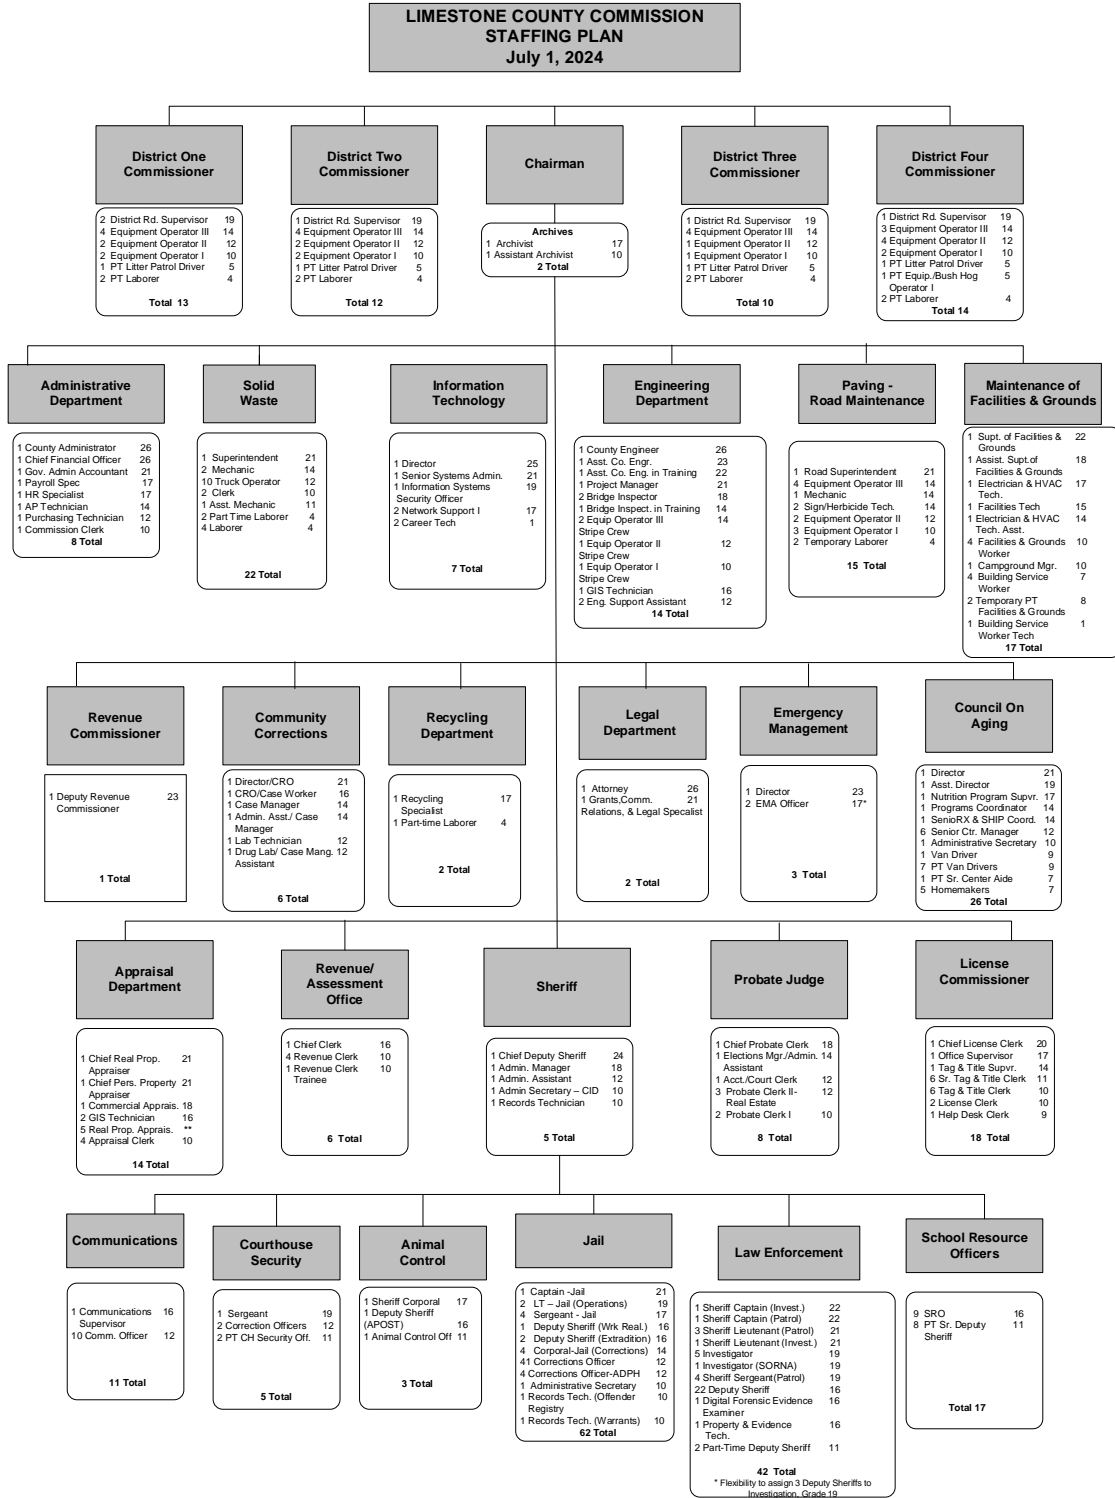 LIMESTONE COUNTY COMMISSION
STAFFING PLAN
July 1, 2024
District One
Commissioner
2 District Rd. Supervisor 19
4 Equipment Operator III 14
2 Equipment Operator II 12
2 Equipment Operator I 10
1 PT Litter Patrol Driver 5
2 PT Laborer 4
Total 13
District Two
Commissioner
1 District Rd. Supervisor 19
4 Equipment Operator III 14
2 Equipment Operator II 12
2 Equipment Operator I 10
1 PT Litter Patrol Driver 5
2 PT Laborer 4
Total 12
Chairman
Archives
1 Archivist 17
1 Assistant Archivist 10
2 Total
District Three
Commissioner
1 District Rd. Supervisor 19
4 Equipment Operator III 14
1 Equipment Operator II 12
1 Equipment Operator I 10
1 PT Litter Patrol Driver 5
2 PT Laborer 4
Total 10
District Four
Commissioner
1 District Rd. Supervisor 19
3 Equipment Operator III 14
4 Equipment Operator II 12
2 Equipment Operator I 10
1 PT Litter Patrol Driver 5
1 PT Equip./Bush Hog 5
Operator I
2 PT Laborer 4
Total 14
Administrative
Department
1 County Administrator 26
1 Chief Financial Officer 26
1 Gov. Admin Accountant 21
1 Payroll Spec 17
1 HR Specialist 17
1 AP Technician 14
1 Purchasing Technician 12
1 Commission Clerk 10
8 Total
Solid
Waste
1 Superintendent 21
2 Mechanic 14
10 Truck Operator 12
2 Clerk 10
1 Asst. Mechanic 11
2 Part Time Laborer 4
4 Laborer 4
22 Total
Information
Technology
1 Director 25
1 Senior Systems Admin. 21
1 Information Systems 19
Security Officer
2 Network Support I 17
2 Career Tech 1
7 Total
Engineering
Department
1 County Engineer 26
1 Asst. Co. Engr. 23
1 Asst. Co. Eng. in Training 22
1 Project Manager 21
2 Bridge Inspector 18
1 Bridge Inspect. in Training 14
2 Equip Operator III 14
Stripe Crew
1 Equip Operator II 12
Stripe Crew
1 Equip Operator I 10
Stripe Crew
1 GIS Technician 16
2 Eng. Support Assistant 12
14 Total
Paving -
Road Maintenance
1 Road Superintendent 21
4 Equipment Operator III 14
1 Mechanic 14
2 Sign/Herbicide Tech. 14
2 Equipment Operator II 12
3 Equipment Operator I 10
2 Temporary Laborer 4
15 Total
Maintenance of
Facilities & Grounds
1 Supt. of Facilities & 22
Grounds
1 Assist. Supt.of 18
Facilities & Grounds
1 Electrician & HVAC 17
Tech.
1 Facilities Tech 15
1 Electrician & HVAC 14
Tech. Asst.
4 Facilities & Grounds 10
Worker
1 Campground Mgr. 10
4 Building Service 7
Worker
2 Temporary PT 8
Facilities & Grounds
1 Building Service 1
Worker Tech
17 Total
Revenue
Commissioner
1 Deputy Revenue 23
Commissioner
1 Total
Community
Corrections
1 Director/CRO 21
1 CRO/Case Worker 16
1 Case Manager 14
1 Admin. Asst./ Case 14
Manager
1 Lab Technician 12
1 Drug Lab/ Case Mang. 12
Assistant
6 Total
Recycling
Department
1 Recycling 17
Specialist
1 Part-time Laborer 4
2 Total
Legal
Department
1 Attorney 26
1 Grants,Comm. 21
Relations, & Legal Specalist
2 Total
Emergency
Management
1 Director 23
2 EMA Officer 17*
3 Total
Council On
Aging
1 Director 21
1 Asst. Director 19
1 Nutrition Program Supvr. 17
1 Programs Coordinator 14
1 SenioRX & SHIP Coord. 14
6 Senior Ctr. Manager 12
1 Administrative Secretary 10
1 Van Driver 9
7 PT Van Drivers 9
1 PT Sr. Center Aide 7
5 Homemakers 7
26 Total
Appraisal
Department
1 Chief Real Prop. 21
Appraiser
1 Chief Pers. Property 21
Appraiser
1 Commercial Apprais. 18
2 GIS Technician 16
5 Real Prop. Apprais. **
4 Appraisal Clerk 10
14 Total
Revenue/
Assessment
Office
1 Chief Clerk 16
4 Revenue Clerk 10
1 Revenue Clerk 10
Trainee
6 Total
Sheriff
1 Chief Deputy Sheriff 24
1 Admin. Manager 18
1 Admin. Assistant 12
1 Admin Secretary – CID 10
1 Records Technician 10
5 Total
Probate Judge
1 Chief Probate Clerk 18
1 Elections Mgr./Admin. 14
Assistant
1 Acct./Court Clerk 12
3 Probate Clerk II- 12
Real Estate
2 Probate Clerk I 10
8 Total
License
Commissioner
1 Chief License Clerk 20
1 Office Supervisor 17
1 Tag & Title Supvr. 14
6 Sr. Tag & Title Clerk 11
6 Tag & Title Clerk 10
2 License Clerk 10
1 Help Desk Clerk 9
18 Total
Communications
1 Communications 16
Supervisor
10 Comm. Officer 12
11 Total
Courthouse
Security
1 Sergeant 19
2 Correction Officers 12
2 PT CH Security Off. 11
5 Total
Animal
Control
1 Sheriff Corporal 17
1 Deputy Sheriff
(APOST) 16
1 Animal Control Off 11
3 Total
Jail
1 Captain -Jail 21
2 LT – Jail (Operations) 19
4 Sergeant - Jail 17
1 Deputy Sheriff (Wrk Real.) 16
2 Deputy Sheriff (Extradition) 16
4 Corporal-Jail (Corrections) 14
41 Corrections Officer 12
4 Corrections Officer-ADPH 12
1 Administrative Secretary 10
1 Records Tech. (Offender 10
Registry
1 Records Tech. (Warrants) 10
62 Total
Law Enforcement
1 Sheriff Captain (Invest.) 22
1 Sheriff Captain (Patrol) 22
3 Sheriff Lieutenant (Patrol) 21
1 Sheriff Lieutenant (Invest.) 21
5 Investigator 19
1 Investigator (SORNA) 19
4 Sheriff Sergeant(Patrol) 19
22 Deputy Sheriff 16
1 Digital Forensic Evidence 16
Examiner
1 Property & Evidence 16
Tech.
2 Part-Time Deputy Sheriff 11
42 Total
* Flexibility to assign 3 Deputy Sheriffs to
Investigation, Grade 19
School Resource
Officers
9 SRO 16
8 PT Sr. Deputy 11
Sheriff
Total 17